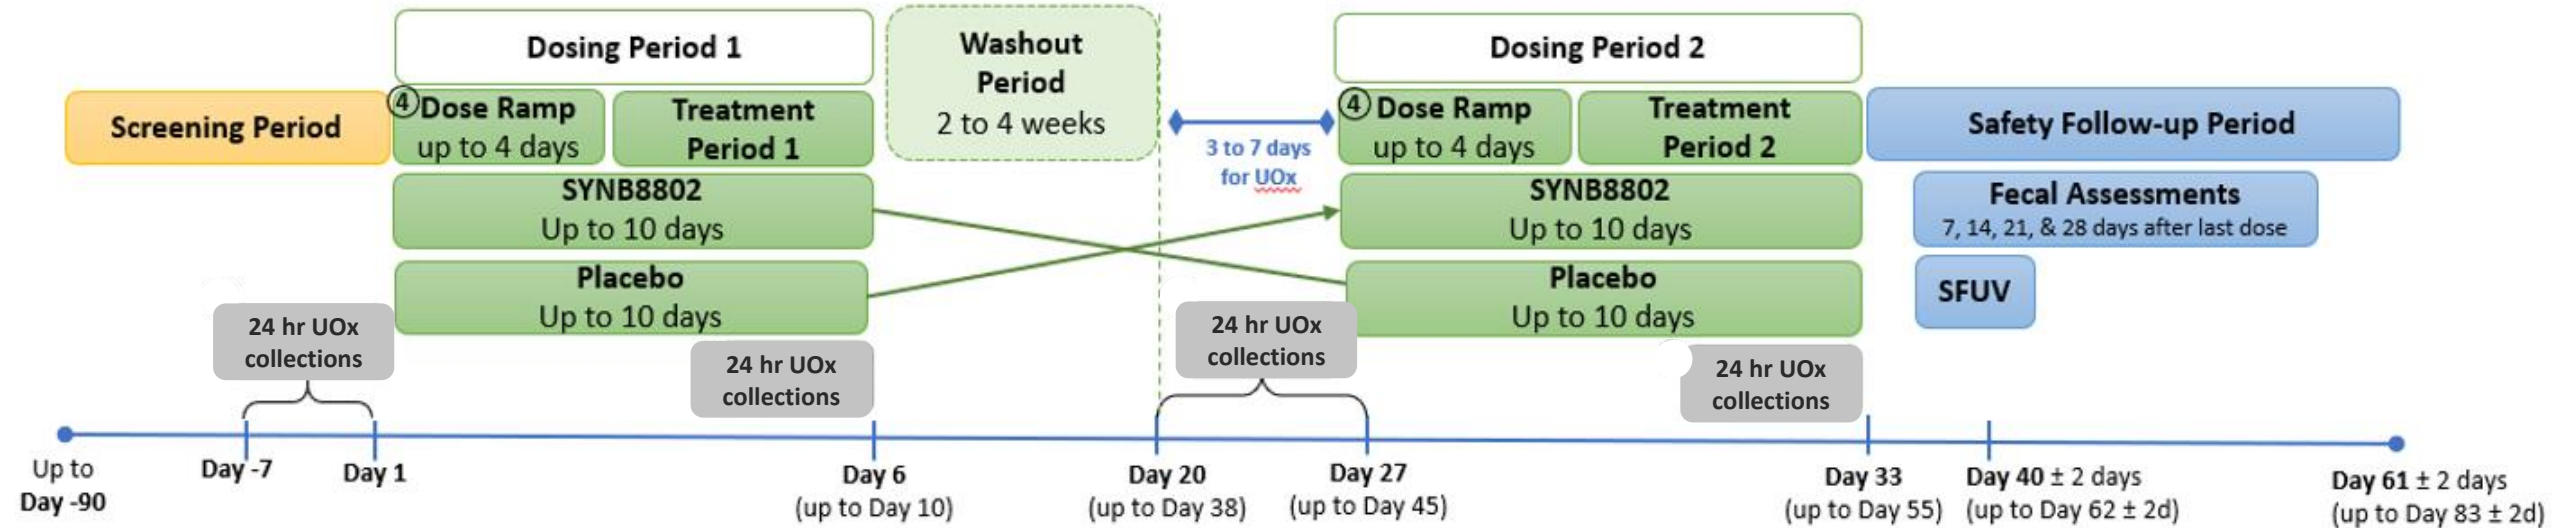 Dosing Period 1
Washout
Period
2 to 4 weeks
Dosing Period 2
Screening Period
④ Dose Ramp
up to 4 days
Treatment
Period 1
3 to 7 days
for UOx
④ Dose Ramp
up to 4 days
Treatment
Period 2
Safety Follow-up Period
SYNB8802
Up to 10 days
SYNB8802
Up to 10 days
Fecal Assessments
7, 14, 21, & 28 days after last dose
Placebo
Up to 10 days
Placebo
Up to 10 days
SFUV
24 hr UOx
collections
24 hr UOx
collections
24 hr UOx
collections
24 hr UOx
collections
Up to
Day -90
Day -7
Day 1
Day 6
(up to Day 10)
Day 20
(up to Day 38)
Day 27
(up to Day 45)
Day 33
(up to Day 55)
Day 40 ± 2 days
(up to Day 62 ± 2d)
Day 61 ± 2 days
(up to Day 83 ± 2d)